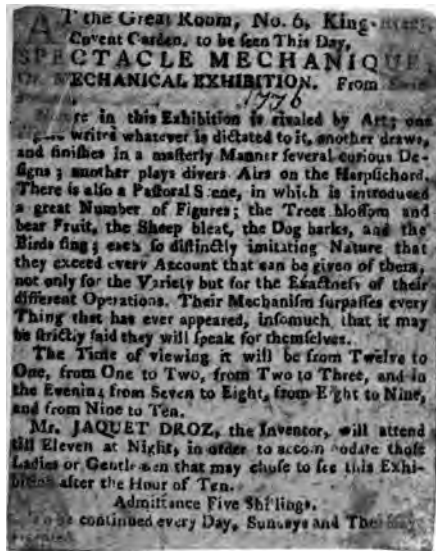 AT the Great Room, No. 6, King-street,
Covent Garden, to be seen This Day,
SPECTACLE MECHANIQUE,
Or MECHANICAL EXHIBITION. From
1776
in this Exhibition is rivaled by Art; one
writes whatever is dictated to it, another draws,
and finishes in a masterly Manner several curious De-
signs; another plays divers Airs on the Harpsichord.
There is also a Pastoral Scene, in which is introduced
a great Number of Figures; the Trees blossom and
bear Fruit, the Sheep bleat, the Dog barks, and the
Birds sing; each so distinctly imitating Nature that
they exceed every Account that can be given of them,
not only for the Variety but for the Exactness of their
different Operations. Their Mechanism surpasses every
Thing that has ever appeared, insomuch that it may
be strictly said they will speak for themselves.
The Time of viewing it will be from Twelve to
One, from One to Two, from Two to Three, and in
the Evening from Seven to Eight, from Eight to Nine,
and from Nine to Ten.
Mr. JAQUET DROZ, the Inventor, will attend
till Eleven at Night, in order to accommodate those
Ladies or Gentlemen that may chuse to see this Exhi-
bition after the Hour of Ten.
Admittance Five Shillings.
To be continued every Day, Sundays and
excepted.